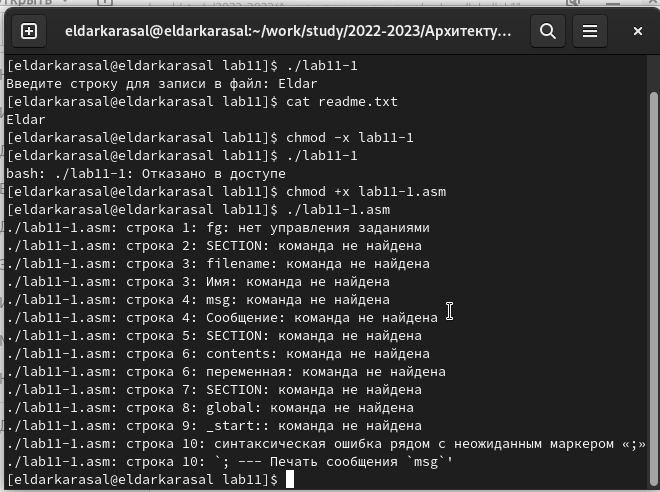 eldarkarasal@eldarkarasal:~/work/study/2022-2023/Архитекту...
[eldarkarasal@eldarkarasal lab11]$ ./lab11-1
Введите строку для записи в файл: Eldar
[eldarkarasal@eldarkarasal lab11]$ cat readme.txt
Eldar
[eldarkarasal@eldarkarasal lab11]$ chmod -x lab11-1
[eldarkarasal@eldarkarasal lab11]$ ./lab11-1
bash: ./lab11-1: Отказано в доступе
[eldarkarasal@eldarkarasal lab11]$ chmod +x lab11-1.asm
[eldarkarasal@eldarkarasal lab11]$ ./lab11-1.asm
./lab11-1.asm: строка 1: fg: нет управления заданиями
./lab11-1.asm: строка 2: SECTION: команда не найдена
./lab11-1.asm: строка 3: filename: команда не найдена
./lab11-1.asm: строка 3: Имя: команда не найдена
./lab11-1.asm: строка 4: msg: команда не найдена
./lab11-1.asm: строка 4: Сообщение: команда не найдена
./lab11-1.asm: строка 5: SECTION: команда не найдена
./lab11-1.asm: строка 6: contents: команда не найдена
./lab11-1.asm: строка 6: переменная: команда не найдена
./lab11-1.asm: строка 7: SECTION: команда не найдена
./lab11-1.asm: строка 8: global: команда не найдена
./lab11-1.asm: строка 9: _start:: команда не найдена
./lab11-1.asm: строка 10: синтаксическая ошибка рядом с неожиданным маркером «;»
./lab11-1.asm: строка 10: `; --- Печать сообщения `msg`'
[eldarkarasal@eldarkarasal lab11]$